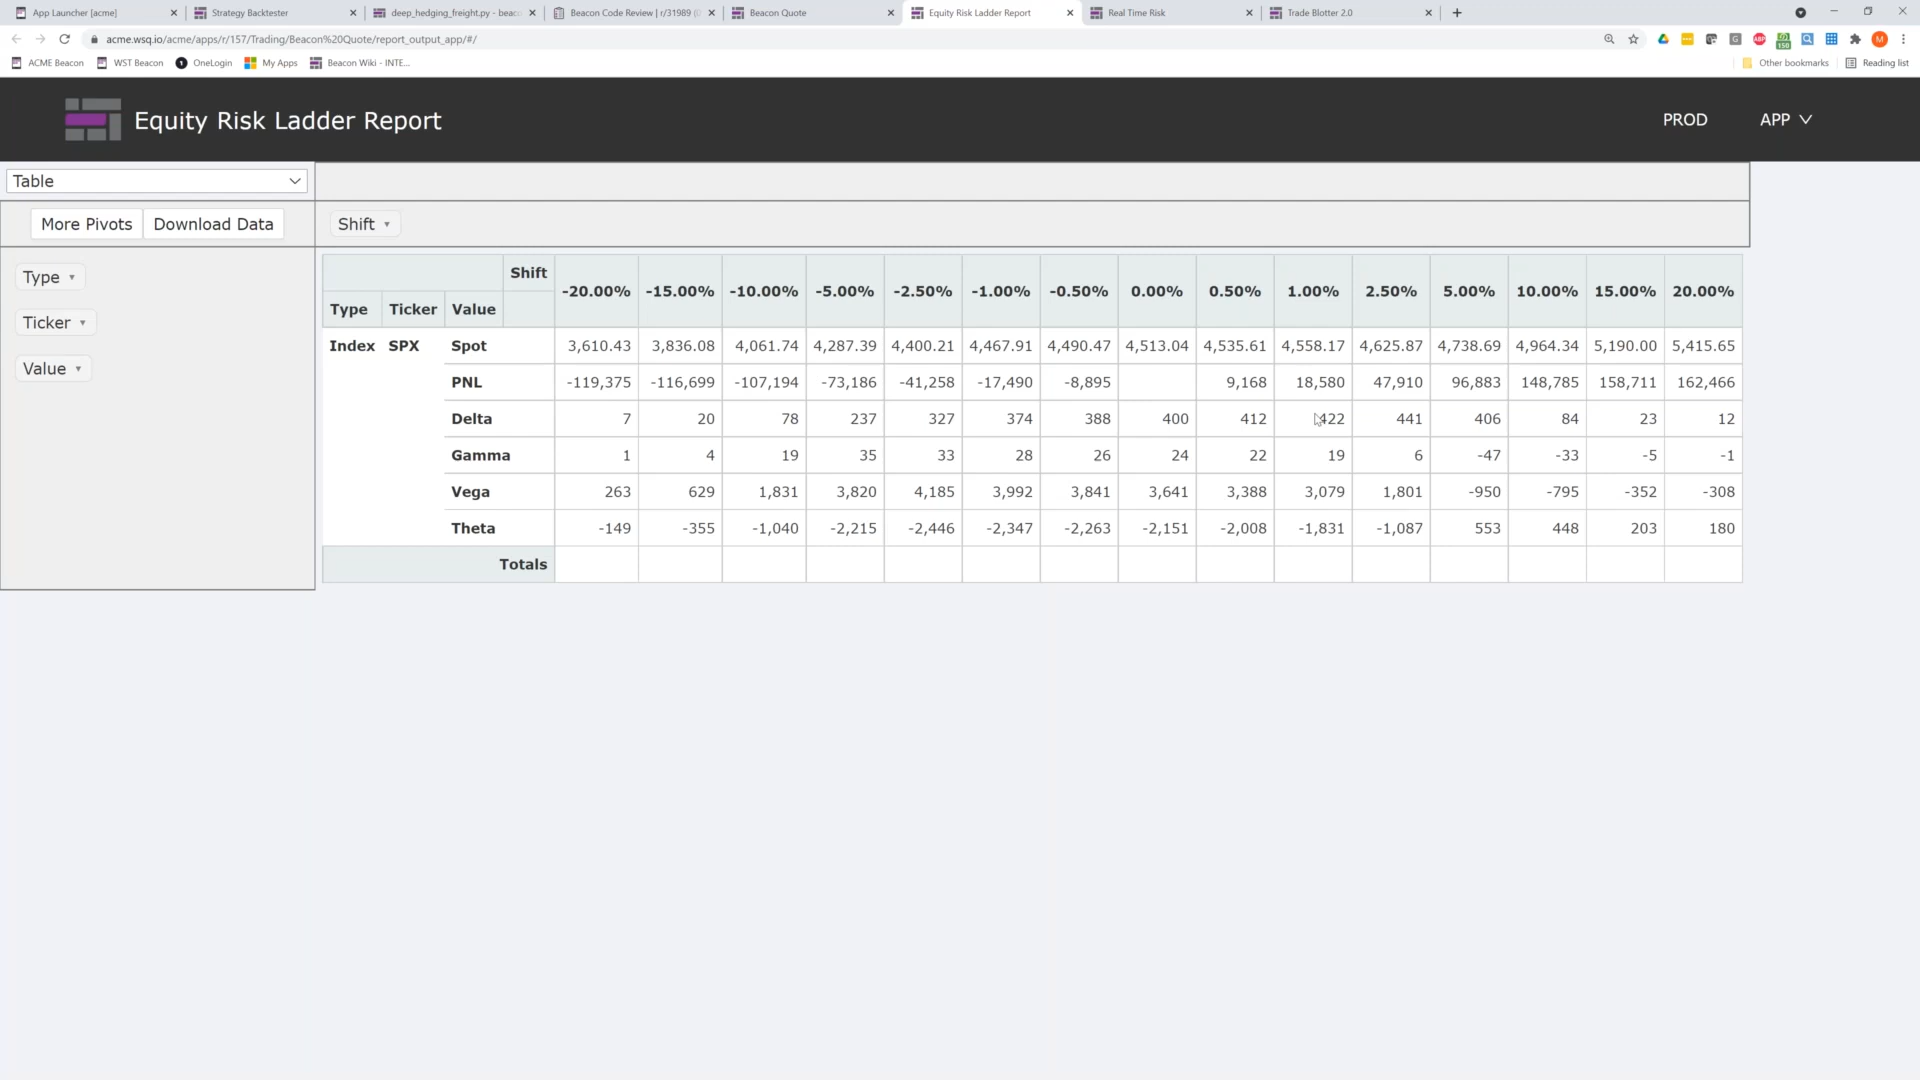 App Launcher [acme]
Strategy Backtester
deep_hedging_freight.py - beac
Beacon Code Review | r/31989 (
Beacon Quote
Equity Risk Ladder Report
Real Time Risk
Trade Blotter 2.0
acme.wsq.io/acme/apps/r/157/Trading/Beacon%20Quote/report_output_app/#/
ABP
150
M
ACME Beacon
WST Beacon
OneLogin
My Apps
Beacon Wiki - INTE...
Other bookmarks
Reading list
Equity Risk Ladder Report
PROD
APP
Table
More Pivots
Download Data
Shift
Type
Ticker
Value
Shift
-20.00% -15.00% -10.00% -5.00% -2.50% -1.00% -0.50% 0.00% 0.50% 1.00% 2.50% 5.00% 10.00% 15.00% 20.00%
Type Ticker Value
Index SPX Spot 3,610.43 3,836.08 4,061.74 4,287.39 4,400.21 4,467.91 4,490.47 4,513.04 4,535.61 4,558.17 4,625.87 4,738.69 4,964.34 5,190.00 5,415.65
PNL -119,375 -116,699 -107,194 -73,186 -41,258 -17,490 -8,895 9,168 18,580 47,910 96,883 148,785 158,711 162,466
Delta 7 20 78 237 327 374 388 400 412 422 441 406 84 23 12
Gamma 1 4 19 35 33 28 26 24 22 19 6 -47 -33 -5 -1
Vega 263 629 1,831 3,820 4,185 3,992 3,841 3,641 3,388 3,079 1,801 -950 -795 -352 -308
Theta -149 -355 -1,040 -2,215 -2,446 -2,347 -2,263 -2,151 -2,008 -1,831 -1,087 553 448 203 180
Totals